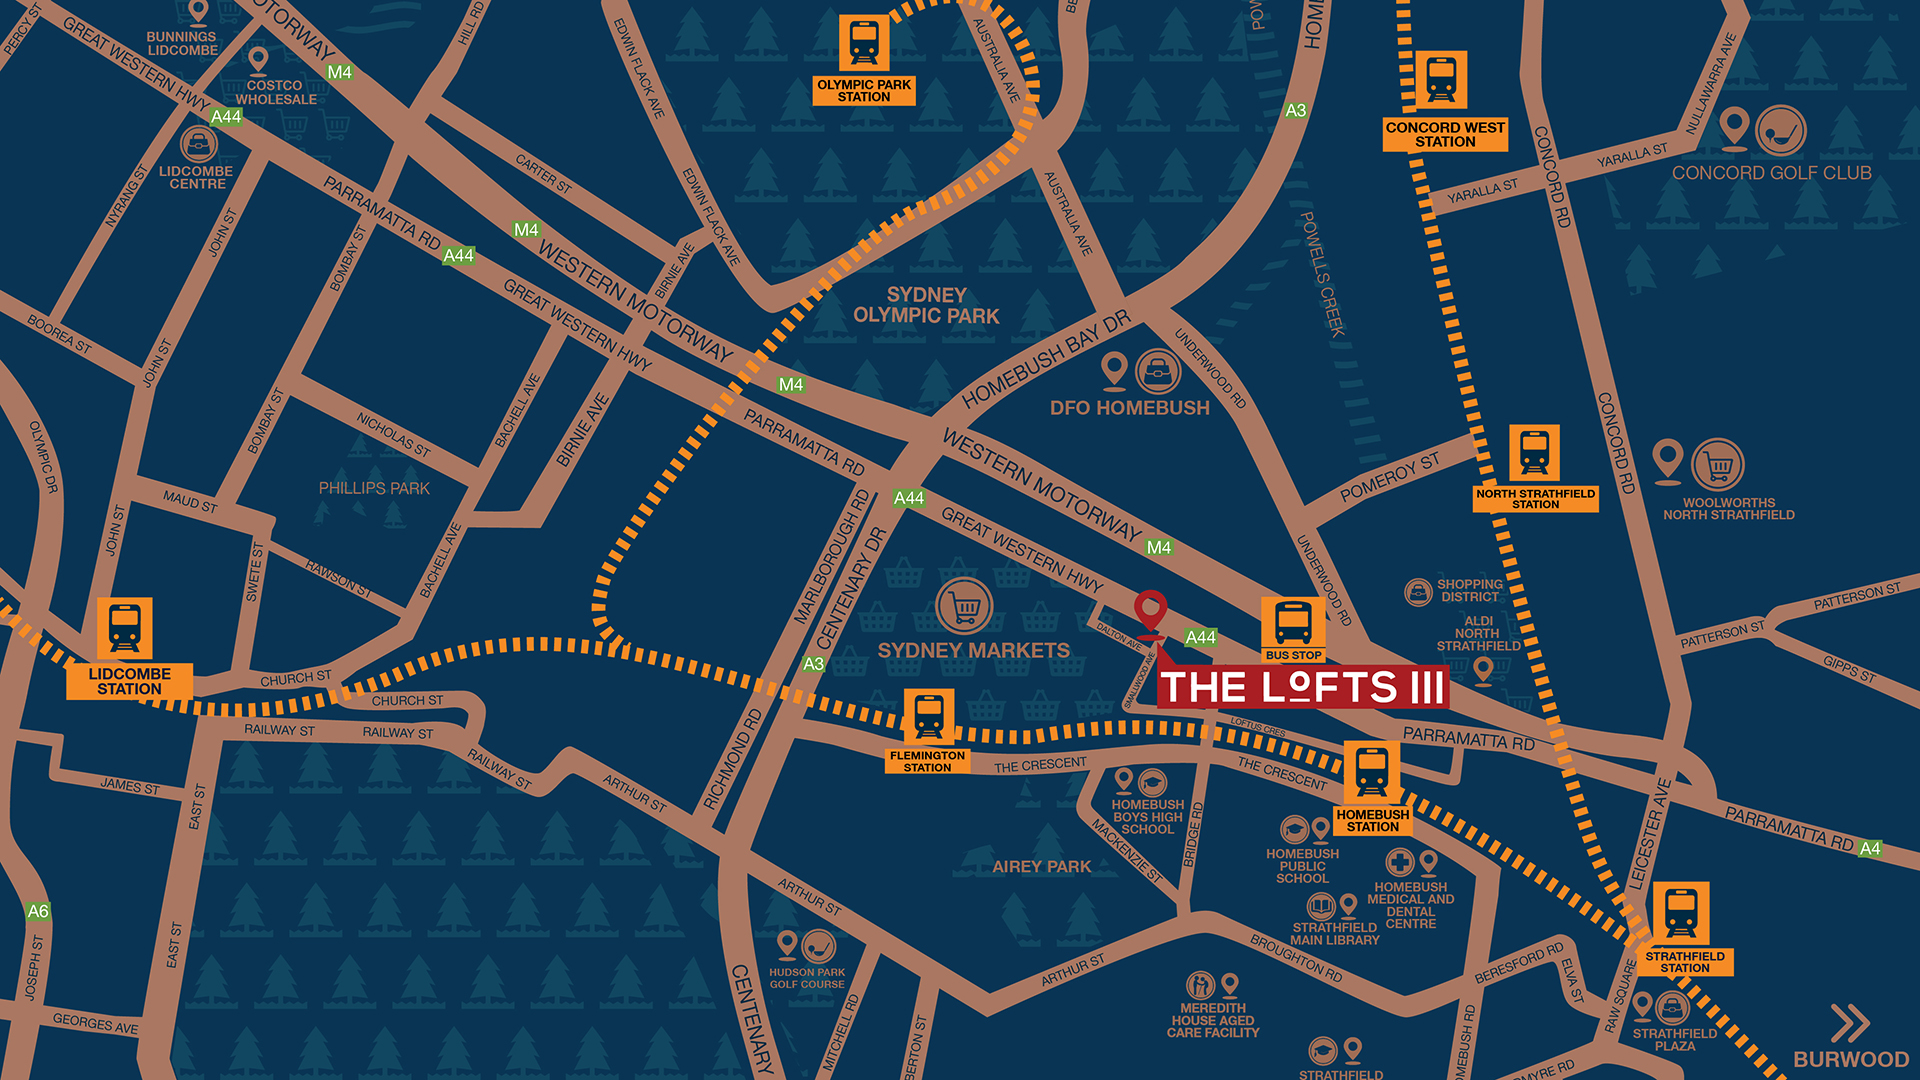 PERCY ST
BUNNINGS
LIDCOMBE
GREAT WESTERN HWY
COSTCO
WHOLESALE
M4
A44
HILL RD
LIDCOMBE
CENTRE
NYRANG ST
JOHN ST
PARRAMATTA RD
A44
BOMBAY ST
CARTER ST
M4
WESTERN MOTORWAY
EDWIN FLACK AVE
EDWIN FLACK AVE
BIRNIE AVE
OLYMPIC PARK
STATION
AUSTRALIA AVE
AUSTRALIA AVE
A3
SYDNEY
OLYMPIC PARK
HOMEBUSH BAY DR
POWELLS CREEK
CONCORD WEST
STATION
CONCORD RD
YARALLA ST
YARALLA ST
NULLAWARRA AVE
CONCORD GOLF CLUB
BOOREA ST
JOHN ST
GREAT WESTERN HWY
M4
PARRAMATTA RD
UNDERWOOD RD
DFO HOMEBUSH
OLYMPIC DR
BOMBAY ST
NICHOLAS ST
BACHELL AVE
BIRNIE AVE
PHILLIPS PARK
MAUD ST
JOHN ST
SWETE ST
RAWSON ST
BACHELL AVE
MARLBOROUGH RD
CENTENARY DR
A44
WESTERN MOTORWAY
M4
GREAT WESTERN HWY
POMEROY ST
NORTH STRATHFIELD
STATION
CONCORD RD
WOOLWORTHS
NORTH STRATHFIELD
UNDERWOOD RD
SHOPPING
DISTRICT
ALDI
NORTH
STRATHFIELD
PATTERSON ST
PATTERSON ST
GIPPS ST
LIDCOMBE
STATION
CHURCH ST
CHURCH ST
RAILWAY ST
RAILWAY ST
RAILWAY ST
A3
SYDNEY MARKETS
DALTON AVE
SMALLWOOD AVE
A44
BUS STOP
THE LOFTS III
LOFTUS CRES
PARRAMATTA RD
FLEMINGTON
STATION
THE CRESCENT
THE CRESCENT
JAMES ST
EAST ST
ARTHUR ST
RICHMOND RD
HOMEBUSH
BOYS HIGH
SCHOOL
MACKENZIE ST
BRIDGE RD
HOMEBUSH
STATION
HOMEBUSH
PUBLIC
SCHOOL
HOMEBUSH
MEDICAL AND
DENTAL
CENTRE
STRATHFIELD
MAIN LIBRARY
LEICESTER AVE
PARRAMATTA RD
A4
AIREY PARK
ARTHUR ST
A6
JOSEPH ST
EAST ST
GEORGES AVE
CENTENARY
HUDSON PARK
GOLF COURSE
MITCHELL RD
BERTON ST
ARTHUR ST
BROUGHTON RD
MEREDITH
HOUSE AGED
CARE FACILITY
STRATHFIELD
BERESFORD RD
ELVA ST
OMEBUSH RD
RAW SQUARE
STRATHFIELD
STATION
STRATHFIELD
PLAZA
BURWOOD